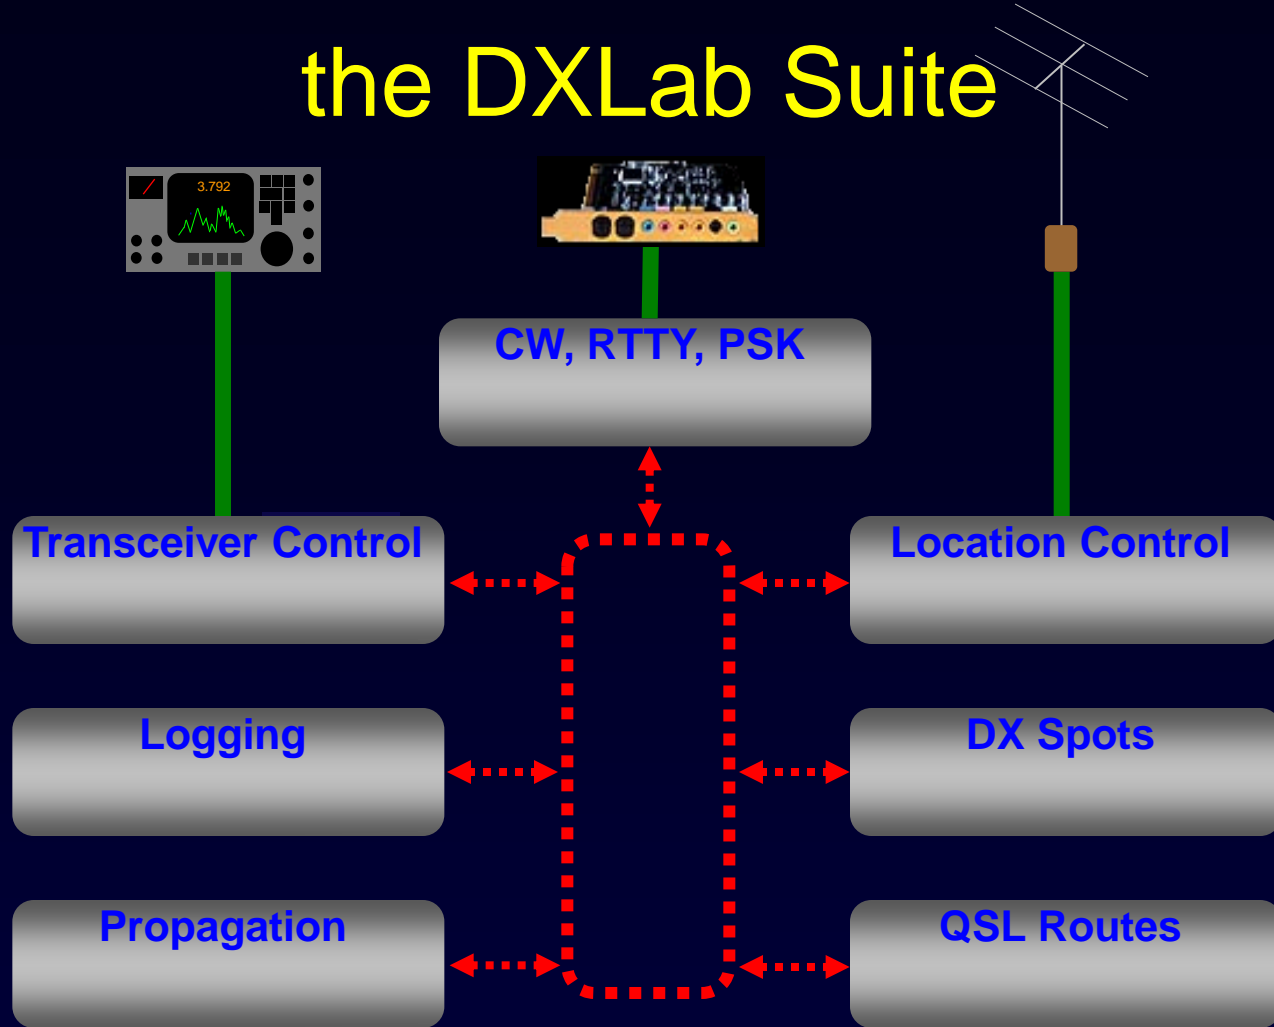 the DXLab Suite
3.792
CW, RTTY, PSK
Transceiver Control
Location Control
Logging
DX Spots
Propagation
QSL Routes